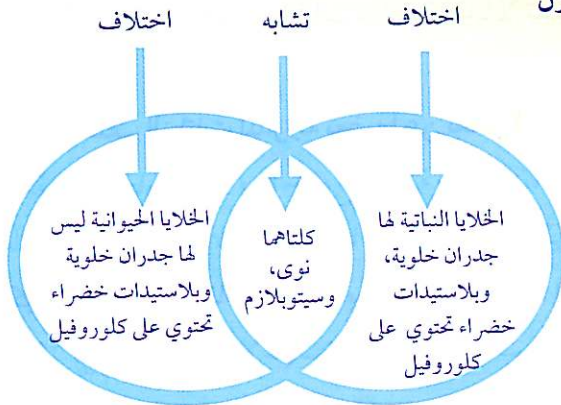 اختلاف
تشابه
اختلاف
الخلايا النباتية لها
جدران خلوية،
وبلاستيدات
خضراء تحتوي على
كلوروفيل
كلتاهما
نوى،
وسيتوبلازم
الخلايا الحيوانية ليس
لها جدران خلوية
وبلاستيدات خضراء
تحتوي على كلوروفيل